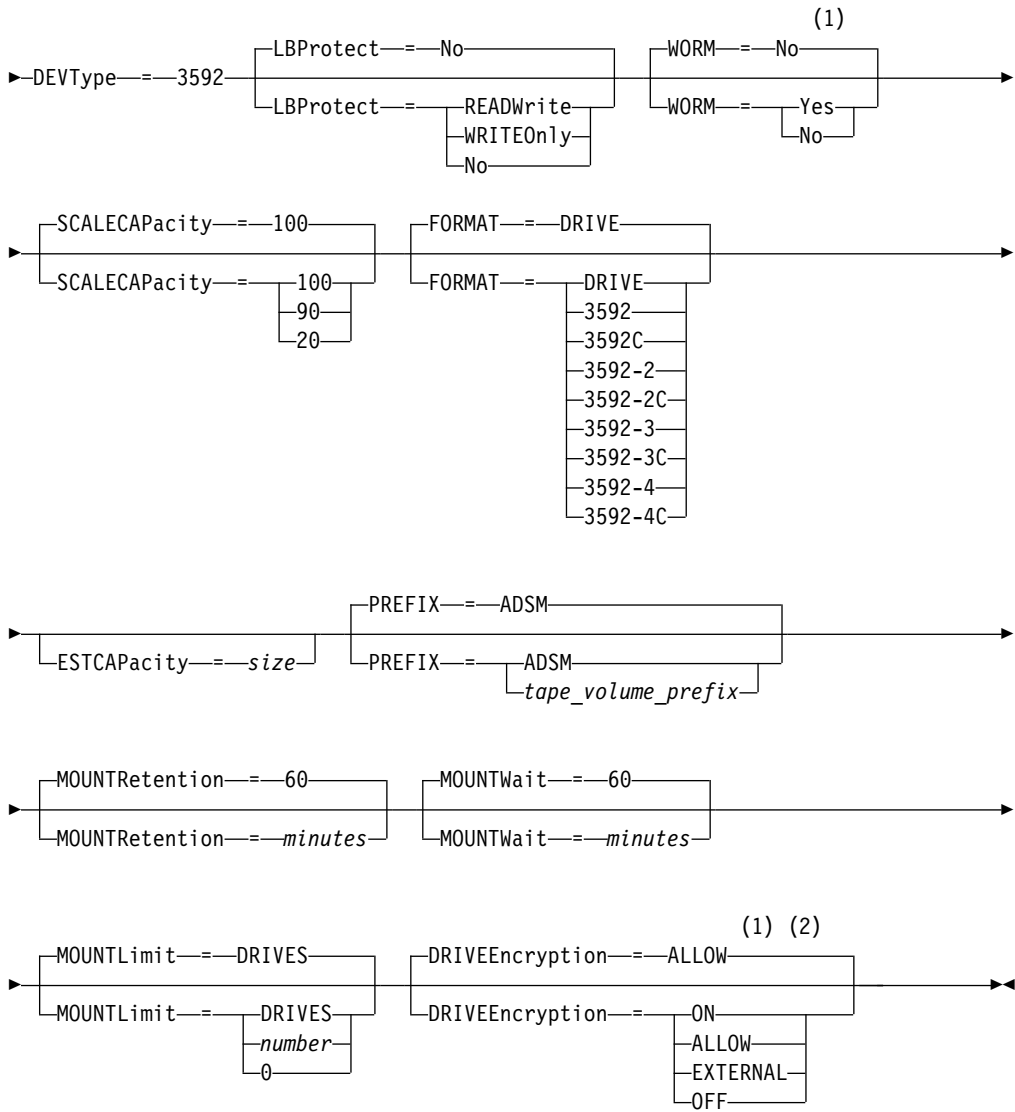 (1)
LBProtect = No WORM = No
DEVType = 3592
LBProtect = READWrite WORM = Yes
WRITEOnly No
No
SCALECAPacity = 100 FORMAT = DRIVE
SCALECAPacity = 100 FORMAT = DRIVE
90 3592
20 3592C
3592-2
3592-2C
3592-3
3592-3C
3592-4
3592-4C
PREFIX = ADSM
ESTCAPacity = size PREFIX = ADSM
tape_volume_prefix
MOUNTRetention = 60 MOUNTWait = 60
MOUNTRetention = minutes MOUNTWait = minutes
(1) (2)
MOUNTLimit = DRIVES DRIVEEncryption = ALLOW
MOUNTLimit = DRIVES DRIVEEncryption = ON
number ALLOW
0 EXTERNAL
OFF